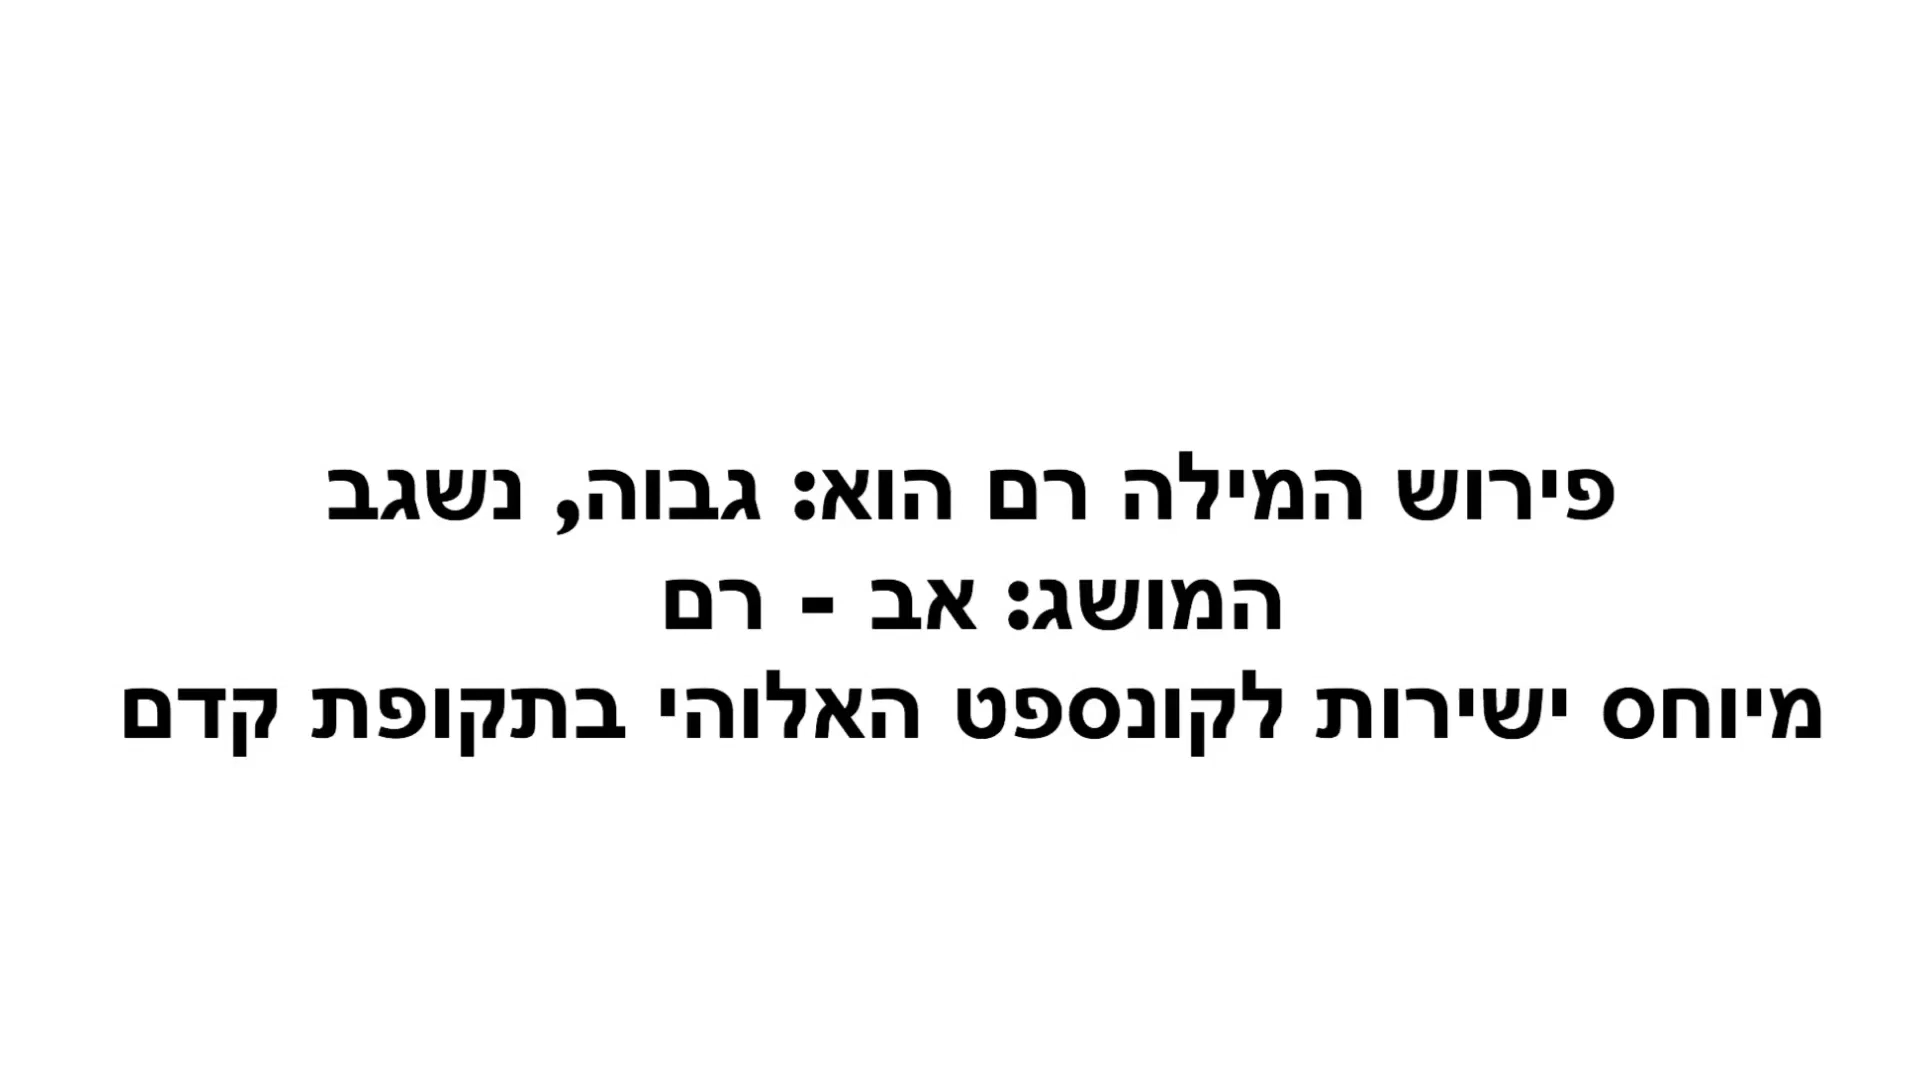 פירוש המילה רם הוא: גבוה, נשגב
המושג: אב - רם
מיוחס ישירות לקונספט האלוהי בתקופת קדם